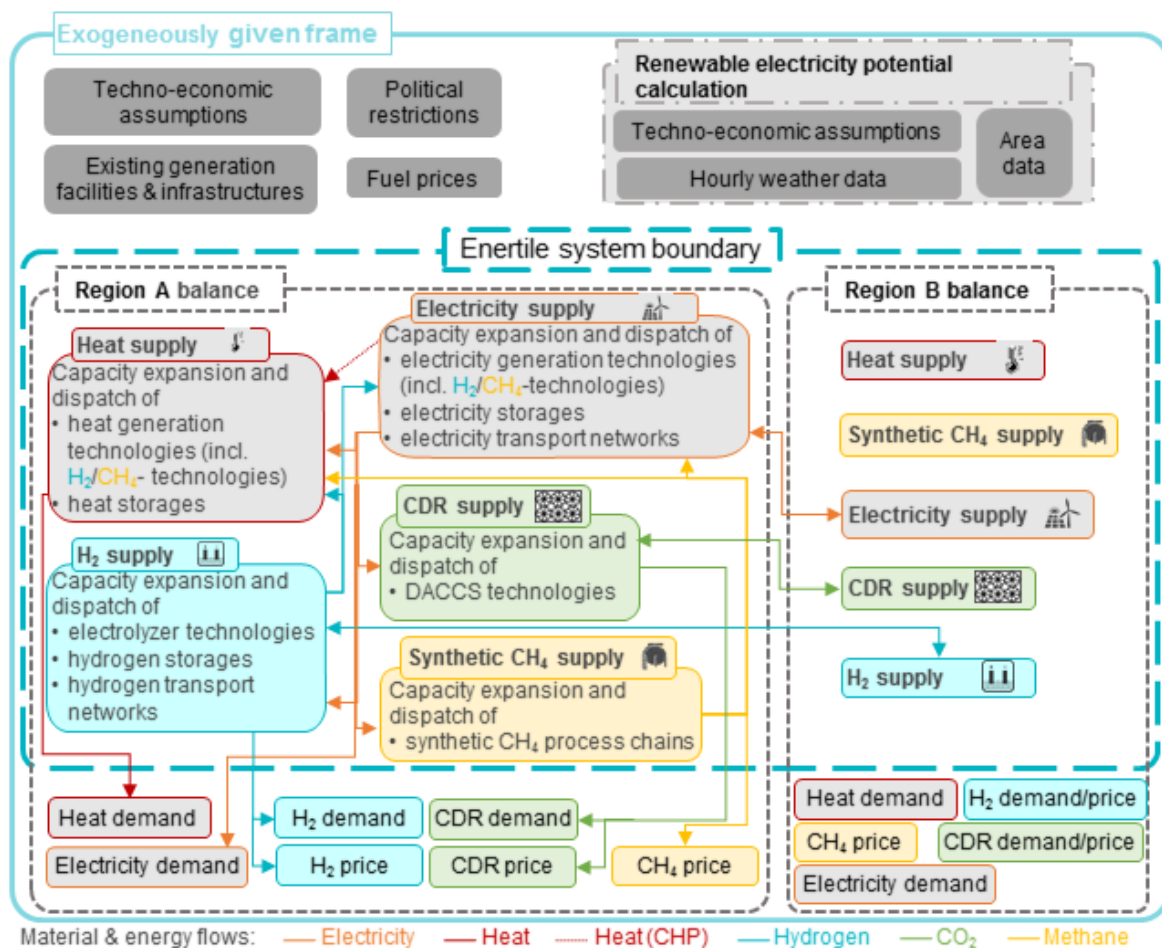 Exogeneously given frame
Techno-economic
assumptions
Political
restrictions
Existing generation
facilities & infrastructures
Fuel prices
Renewable electricity potential
calculation
Techno-economic assumptions
Hourly weather data
Area
data
Enertile system boundary
Region A balance
Heat supply
Capacity expansion and
dispatch of
• heat generation
technologies (incl.
H₂/CH₄- technologies)
• heat storages
Electricity supply
Capacity expansion and dispatch of
• electricity generation technologies
(incl. H₂/CH₄-technologies)
• electricity storages
• electricity transport networks
H₂ supply
Capacity expansion and
dispatch of
• electrolyzer technologies
• hydrogen storages
• hydrogen transport
networks
CDR supply
Capacity expansion and
dispatch of
• DACCS technologies
Synthetic CH₄ supply
Capacity expansion and
dispatch of
• synthetic CH₄ process chains
Heat demand
Electricity demand
H₂ demand
H₂ price
CDR demand
CDR price
CH₄ price
Region B balance
Heat supply
Synthetic CH₄ supply
Electricity supply
CDR supply
H₂ supply
Heat demand
H₂ demand/price
CH₄ price
CDR demand/price
Electricity demand
Material & energy flows: Electricity Heat Heat (CHP) Hydrogen CO₂ Methane